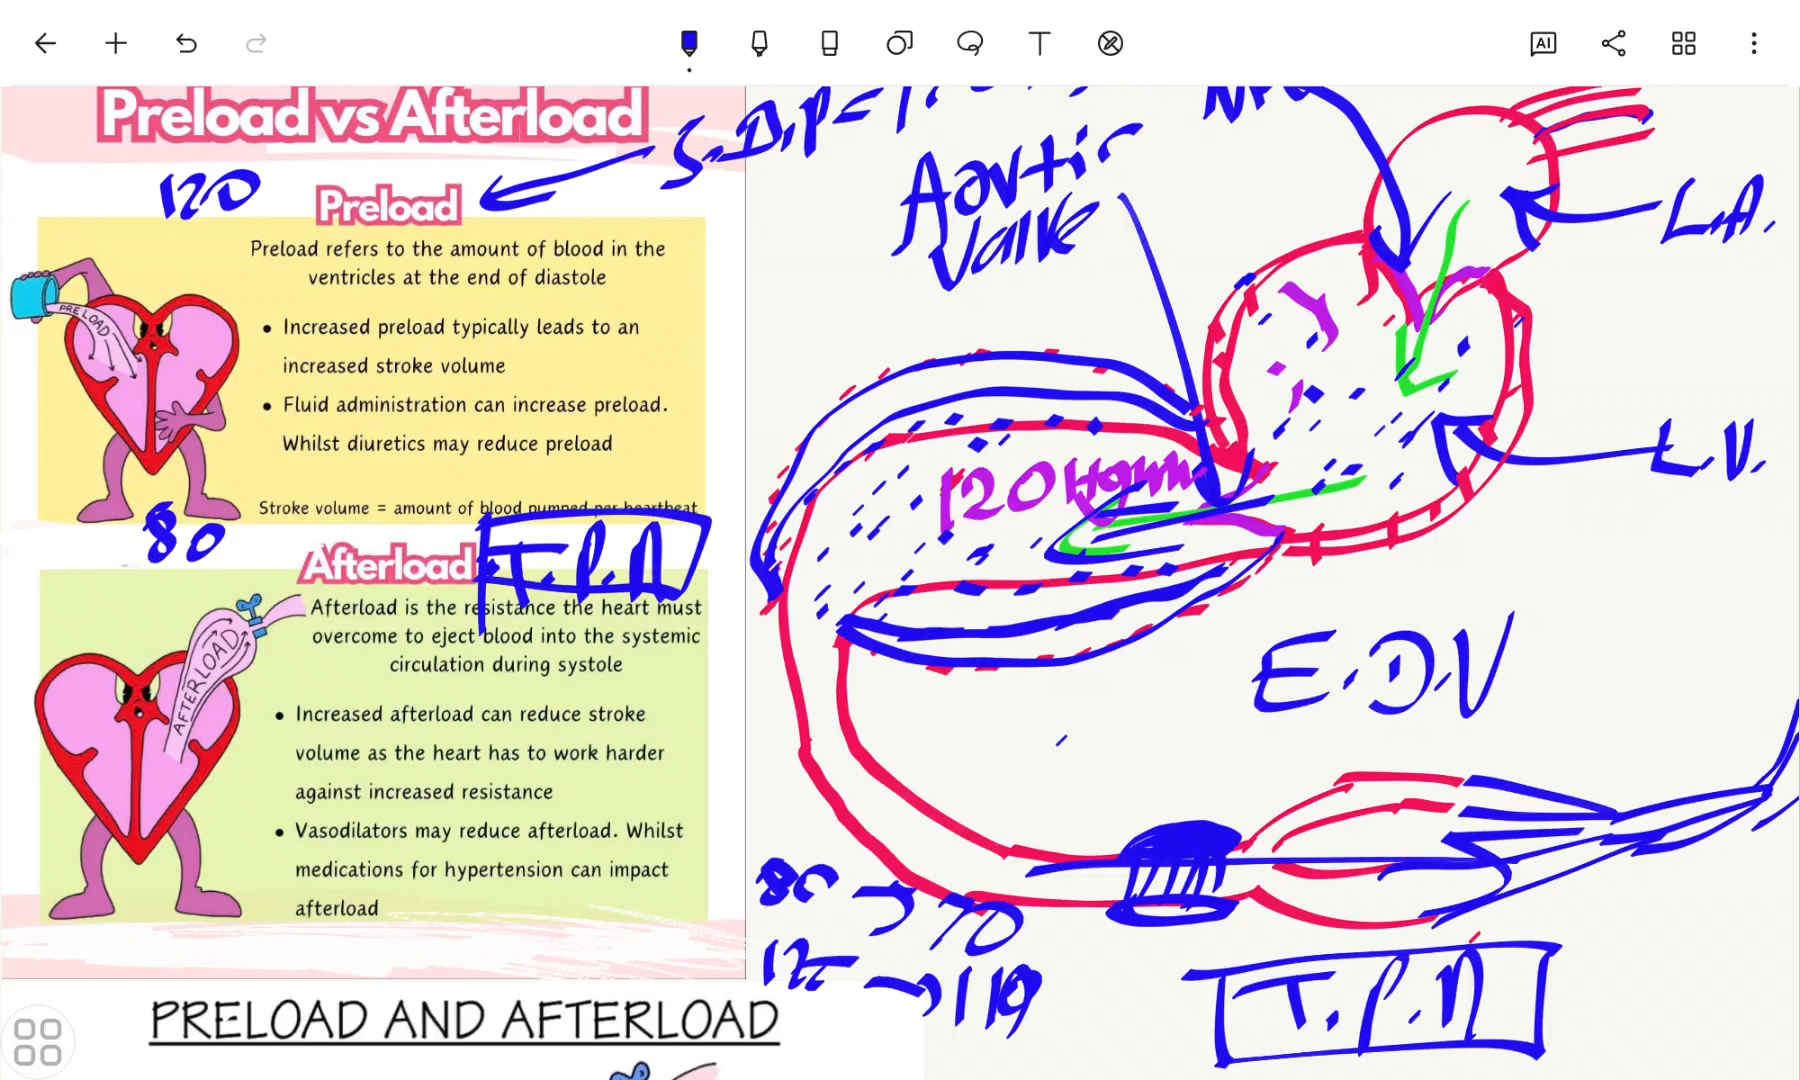 AI
Preload vs Afterload
S.D.P =
120
Preload
Preload refers to the amount of blood in the
ventricles at the end of diastole
PRELOAD
• Increased preload typically leads to an
increased stroke volume
• Fluid administration can increase preload.
Whilst diuretics may reduce preload
Stroke volume = amount of blood pumped per heartbeat
80
Afterload
T.P.R
Afterload is the resistance the heart must
overcome to eject blood into the systemic
circulation during systole
AFTERLOAD
• Increased afterload can reduce stroke
volume as the heart has to work harder
against increased resistance
• Vasodilators may reduce afterload. Whilst
medications for hypertension can impact
afterload
PRELOAD AND AFTERLOAD
Aortic
Valve
L.A.
L.V.
120
E.D.V
80 → 70
→ 110
T.P.R